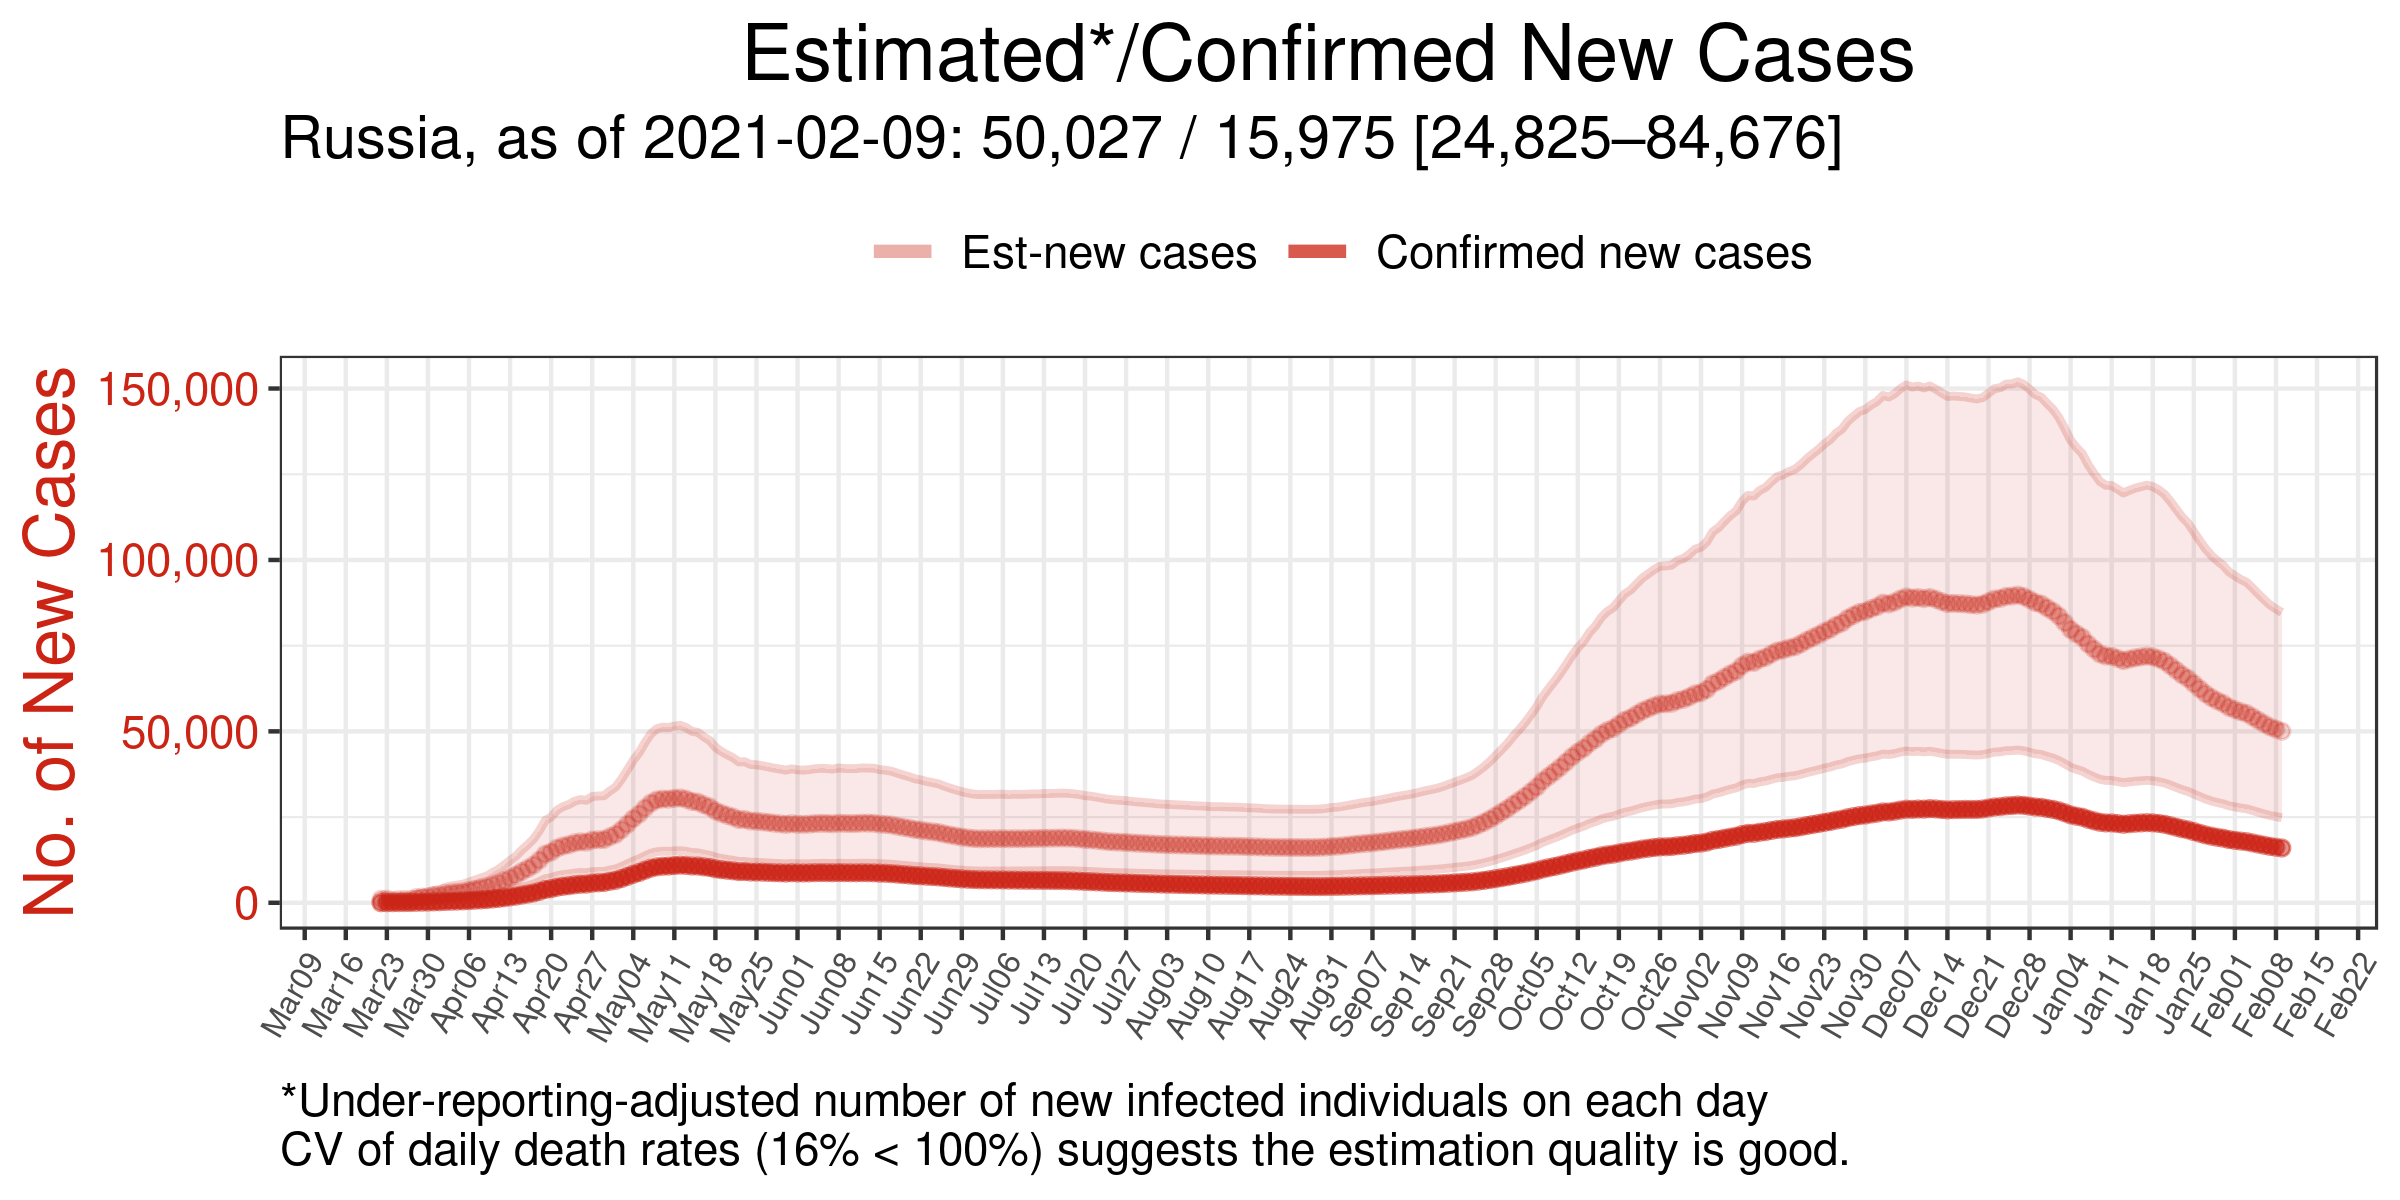 Estimated*/Confirmed New Cases
Russia, as of 2021-02-09: 50,027 / 15,975 [24,825–84,676]
Est-new cases Confirmed new cases
No. of New Cases
150,000
100,000
50,000
0
Mar09 Mar16 Mar23 Mar30 Apr06 Apr13 Apr20 Apr27 May04 May11 May18 May25 Jun01 Jun08 Jun15 Jun22 Jun29 Jul06 Jul13 Jul20 Jul27 Aug03 Aug10 Aug17 Aug24 Aug31 Sep07 Sep14 Sep21 Sep28 Oct05 Oct12 Oct19 Oct26 Nov02 Nov09 Nov16 Nov23 Nov30 Dec07 Dec14 Dec21 Dec28 Jan04 Jan11 Jan18 Jan25 Feb01 Feb08 Feb15 Feb22
*Under-reporting-adjusted number of new infected individuals on each day
CV of daily death rates (16% < 100%) suggests the estimation quality is good.